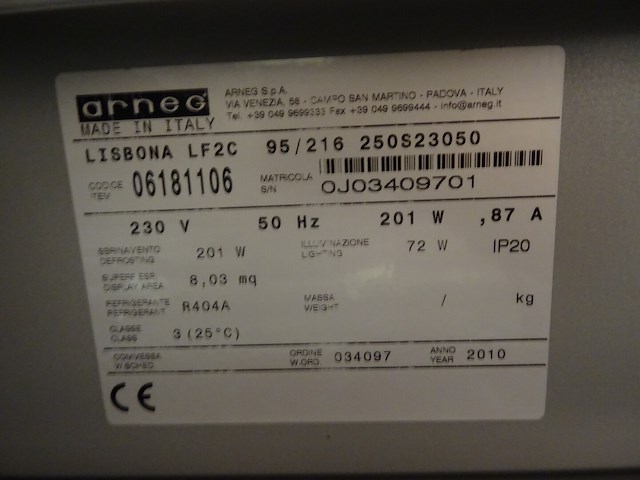 arneg
ARNEG S.p.A.
VIA VENEZIA, 58 - CAMPO SAN MARTINO - PADOVA - ITALY
Tel. +39 049 9699333 Fax +39 049 9699444 - info@arneg.it
MADE IN ITALY
LISBONA LF2C 95/216 250S23050
CODICE
ITEM
06181106
MATRICOLA
S/N
0J03409701
230 V 50 Hz 201 W ,87 A
SBRINAMENTO
DEFROSTING
201 W
ILLUMINAZIONE
LIGHTING
72 W
IP20
SUPERF. ESP.
DISPLAY AREA
8,03 mq
REFRIGERANTE
REFRIGERANT
R404A
MASSA
WEIGHT
/ kg
CLASSE
CLASS
3 (25°C)
COMMESSA
W.SCHED.
ORDINE
W.ORD.
034097
ANNO
YEAR
2010
CE